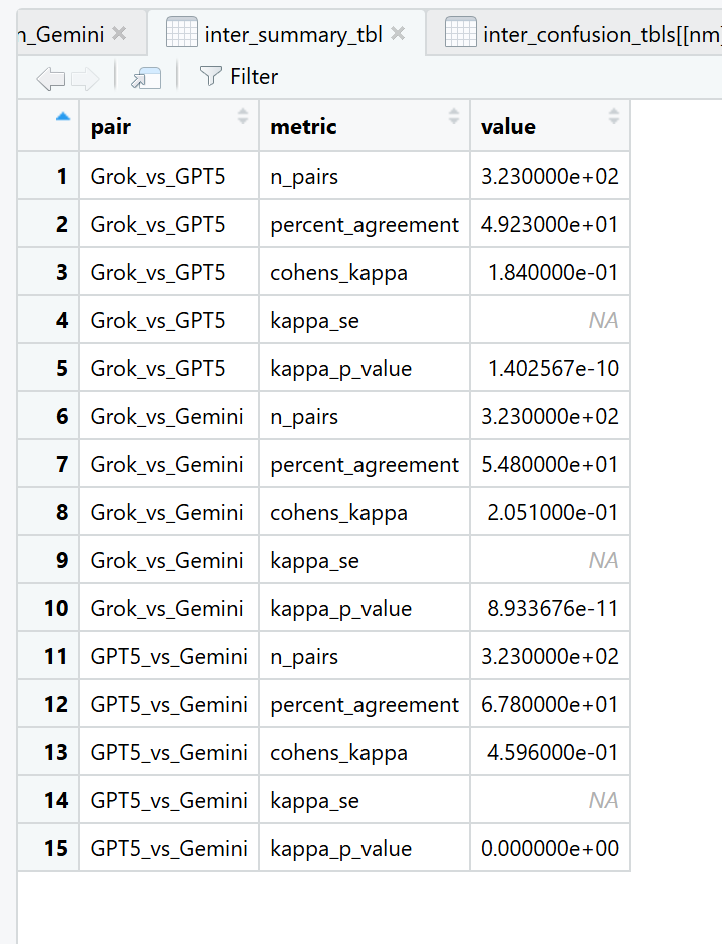 n_Gemini inter_summary_tbl inter_confusion_tbls[[nm]
Filter
pair metric value
1 Grok_vs_GPT5 n_pairs 3.230000e+02
2 Grok_vs_GPT5 percent_agreement 4.923000e+01
3 Grok_vs_GPT5 cohens_kappa 1.840000e-01
4 Grok_vs_GPT5 kappa_se NA
5 Grok_vs_GPT5 kappa_p_value 1.402567e-10
6 Grok_vs_Gemini n_pairs 3.230000e+02
7 Grok_vs_Gemini percent_agreement 5.480000e+01
8 Grok_vs_Gemini cohens_kappa 2.051000e-01
9 Grok_vs_Gemini kappa_se NA
10 Grok_vs_Gemini kappa_p_value 8.933676e-11
11 GPT5_vs_Gemini n_pairs 3.230000e+02
12 GPT5_vs_Gemini percent_agreement 6.780000e+01
13 GPT5_vs_Gemini cohens_kappa 4.596000e-01
14 GPT5_vs_Gemini kappa_se NA
15 GPT5_vs_Gemini kappa_p_value 0.000000e+00